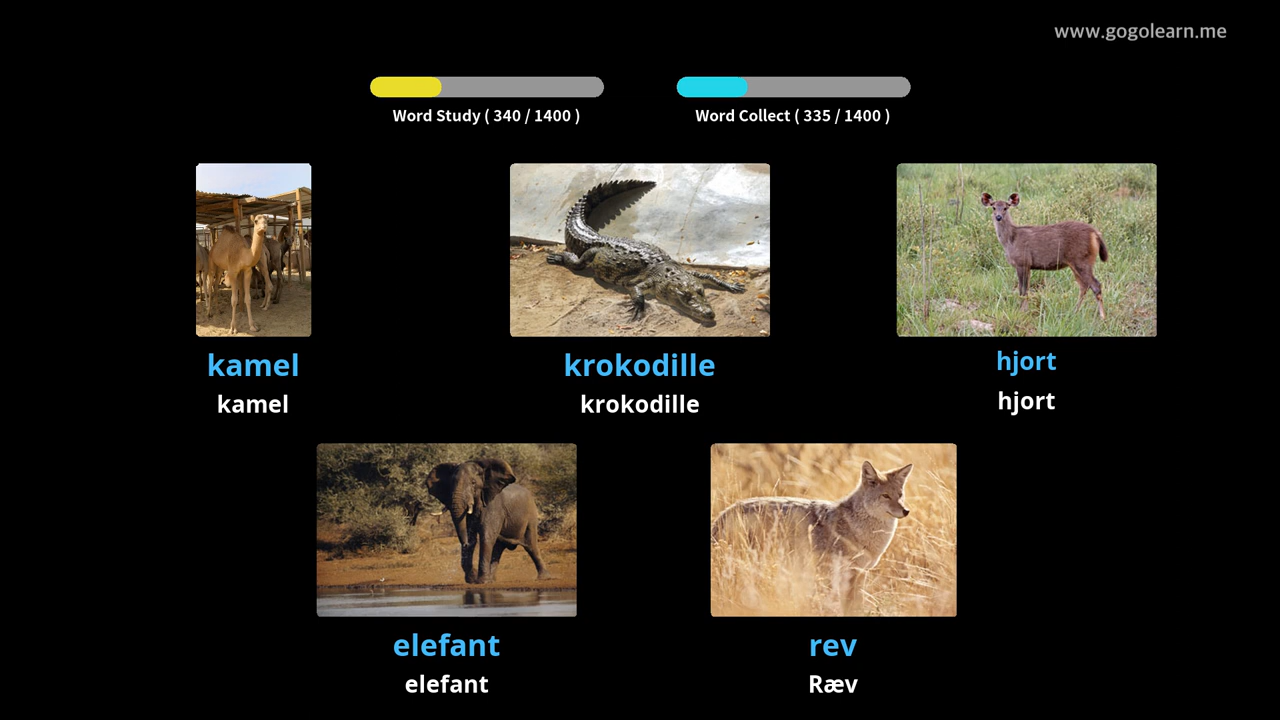 www.gogolearn.me
Word Study ( 340 / 1400 )
Word Collect ( 335 / 1400 )
kamel
kamel
krokodille
krokodille
hjort
hjort
elefant
elefant
rev
Ræv